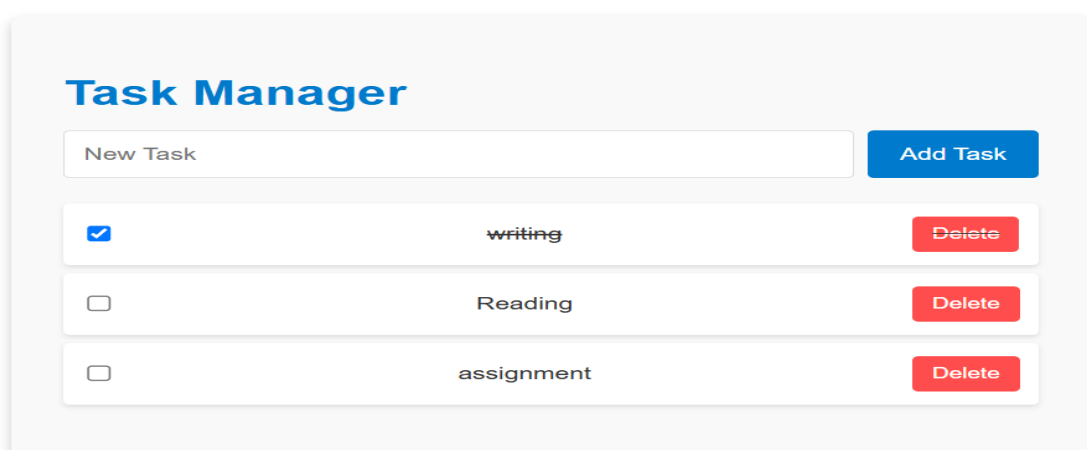 Task Manager
New Task Add Task
writing Delete
Reading Delete
assignment Delete